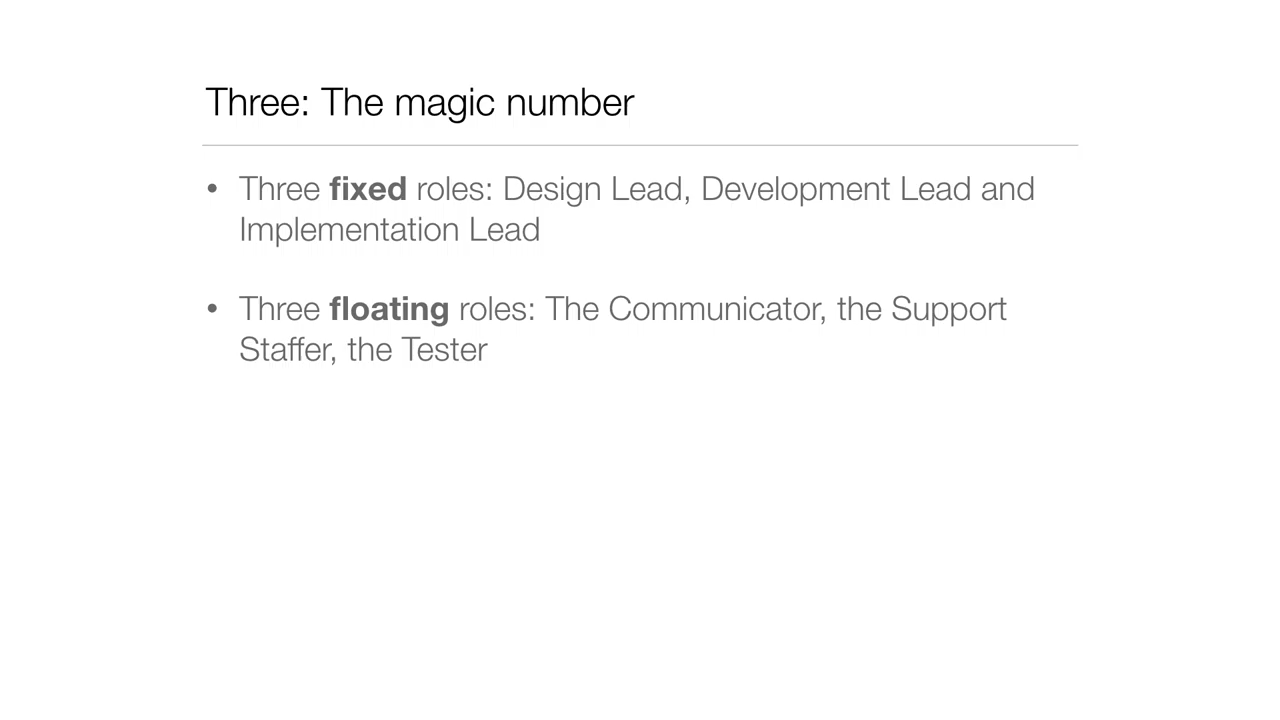 Three: The magic number
• Three fixed roles: Design Lead, Development Lead and
Implementation Lead
• Three floating roles: The Communicator, the Support
Staffer, the Tester